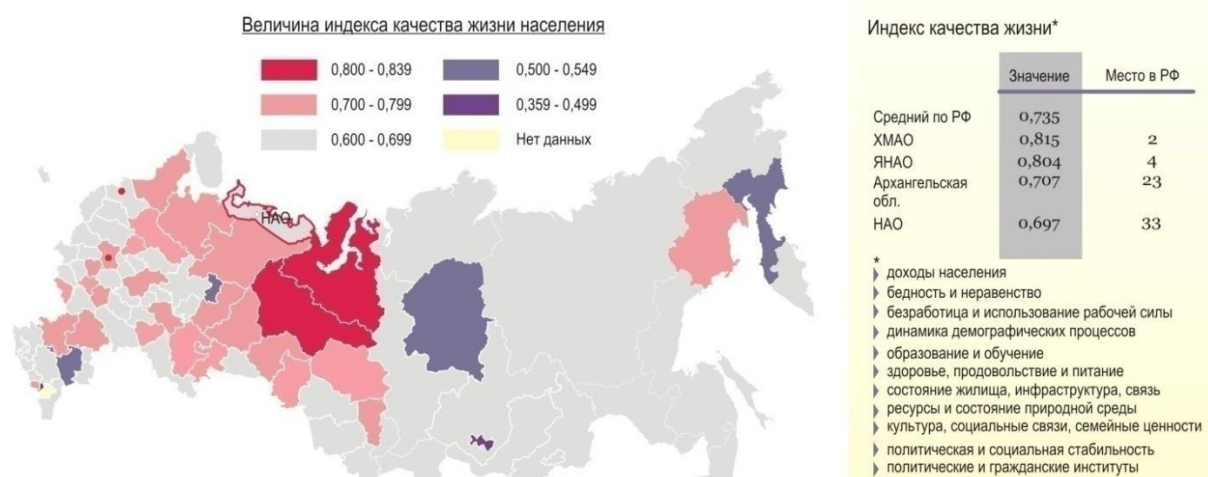 Величина индекса качества жизни населения
0,800 - 0,839
0,500 - 0,549
0,700 - 0,799
0,359 - 0,499
0,600 - 0,699
Нет данных
НАО
Индекс качества жизни*
Значение Место в РФ
Средний по РФ 0,735
ХМАО 0,815 2
ЯНАО 0,804 4
Архангельская 0,707 23
обл.
НАО 0,697 33
*
доходы населения
бедность и неравенство
безработица и использование рабочей силы
динамика демографических процессов
образование и обучение
здоровье, продовольствие и питание
состояние жилища, инфраструктура, связь
ресурсы и состояние природной среды
культура, социальные связи, семейные ценности
политическая и социальная стабильность
политические и гражданские институты